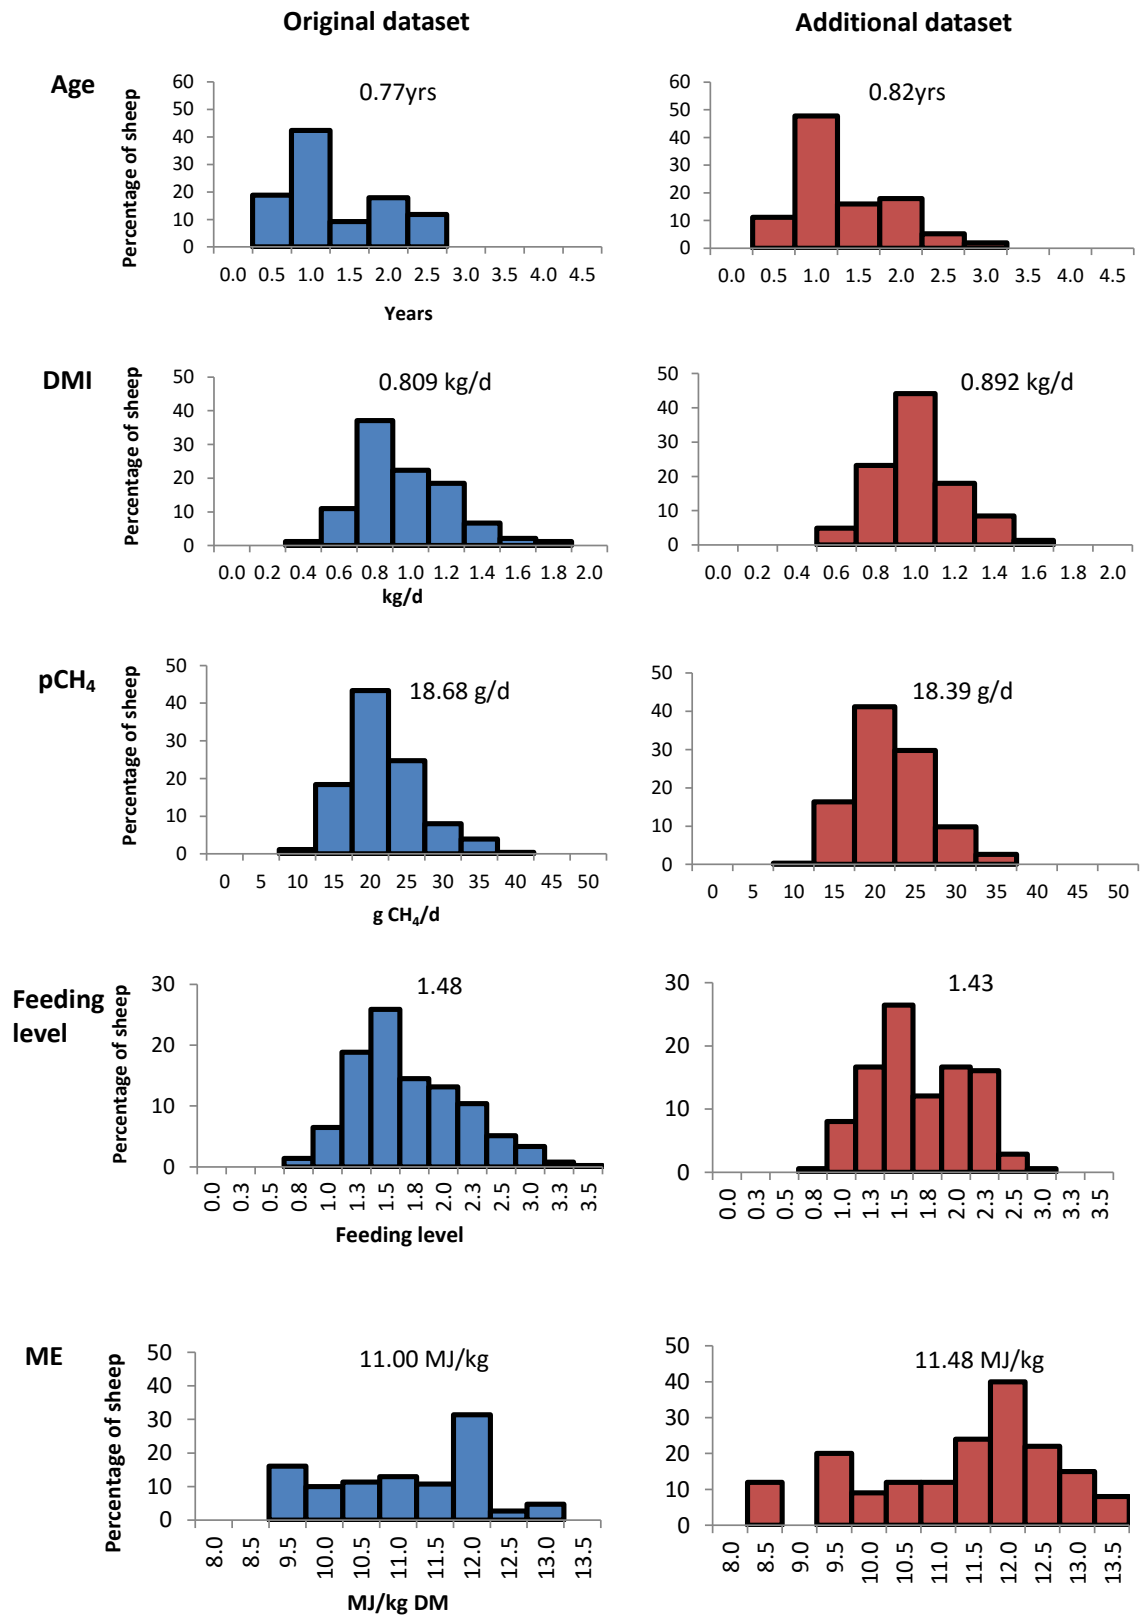 Original dataset
Additional dataset
Age
Percentage of sheep
60
50
40
30
20
10
0
0.77yrs
0.0 0.5 1.0 1.5 2.0 2.5 3.0 3.5 4.0 4.5
Years
60
50
40
30
20
10
0
0.82yrs
0.0 0.5 1.0 1.5 2.0 2.5 3.0 3.5 4.0 4.5
DMI
Percentage of sheep
50
40
30
20
10
0
0.809 kg/d
0.0 0.2 0.4 0.6 0.8 1.0 1.2 1.4 1.6 1.8 2.0
kg/d
50
40
30
20
10
0
0.892 kg/d
0.0 0.2 0.4 0.6 0.8 1.0 1.2 1.4 1.6 1.8 2.0
pCH₄
Percentage of sheep
50
40
30
20
10
0
18.68 g/d
0 5 10 15 20 25 30 35 40 45 50
g CH₄/d
50
40
30
20
10
0
18.39 g/d
0 5 10 15 20 25 30 35 40 45 50
Feeding
level
Percentage of sheep
30
20
10
0
1.48
0.0 0.3 0.5 0.8 1.0 1.3 1.5 1.8 2.0 2.3 2.5 3.0 3.3 3.5
Feeding level
30
20
10
0
1.43
0.0 0.3 0.5 0.8 1.0 1.3 1.5 1.8 2.0 2.3 2.5 3.0 3.3 3.5
ME
Percentage of sheep
50
40
30
20
10
0
11.00 MJ/kg
8.0 8.5 9.5 10.0 10.5 11.0 11.5 12.0 12.5 13.0 13.5
MJ/kg DM
50
40
30
20
10
0
11.48 MJ/kg
8.0 8.5 9.0 9.5 10.0 10.5 11.0 11.5 12.0 12.5 13.0 13.5